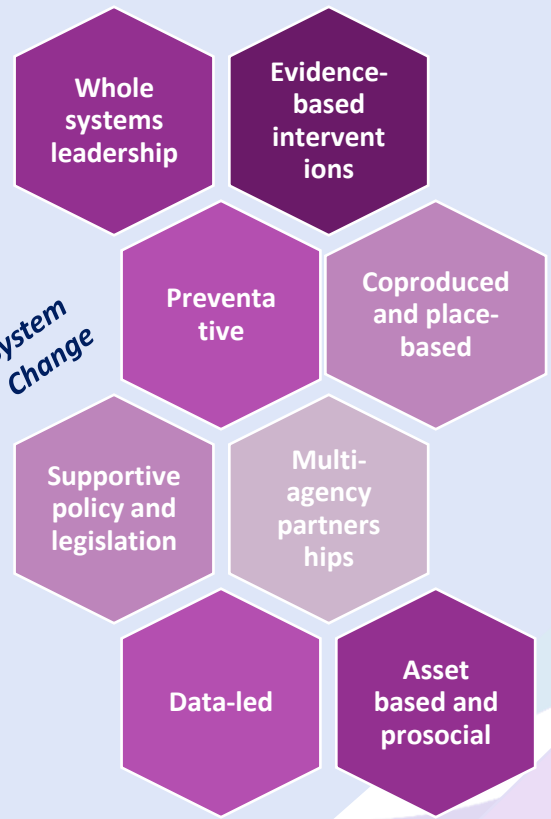 Whole
systems
leadership
Evidence-
based
intervent
ions
Preventa
tive
Coproduced
and place-
based
System
Change
Supportive
policy and
legislation
Multi-
agency
partners
hips
Data-led
Asset
based and
prosocial